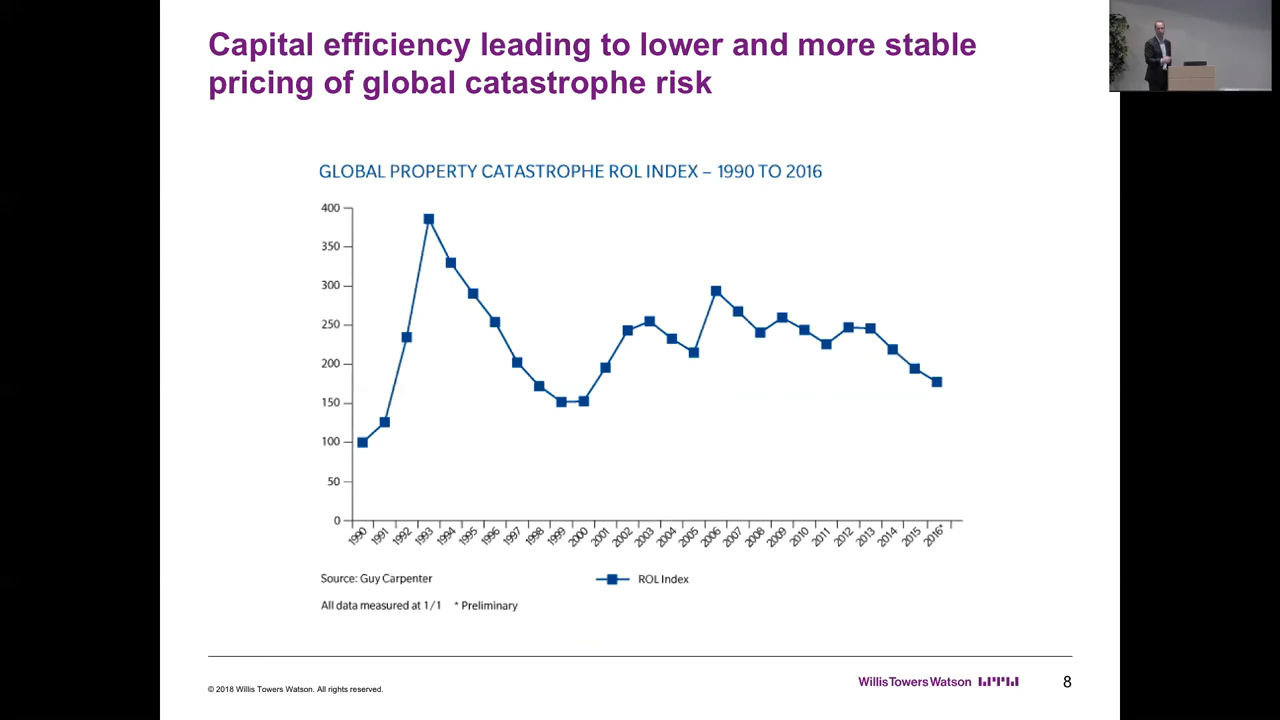 Capital efficiency leading to lower and more stable
pricing of global catastrophe risk
GLOBAL PROPERTY CATASTROPHE ROL INDEX – 1990 TO 2016
400
350
300
250
200
150
100
50
0
1990 1991 1992 1993 1994 1995 1996 1997 1998 1999 2000 2001 2002 2003 2004 2005 2006 2007 2008 2009 2010 2011 2012 2013 2014 2015 2016*
Source: Guy Carpenter
ROL Index
All data measured at 1/1 * Preliminary
© 2018 Willis Towers Watson. All rights reserved.
WillisTowersWatson
8